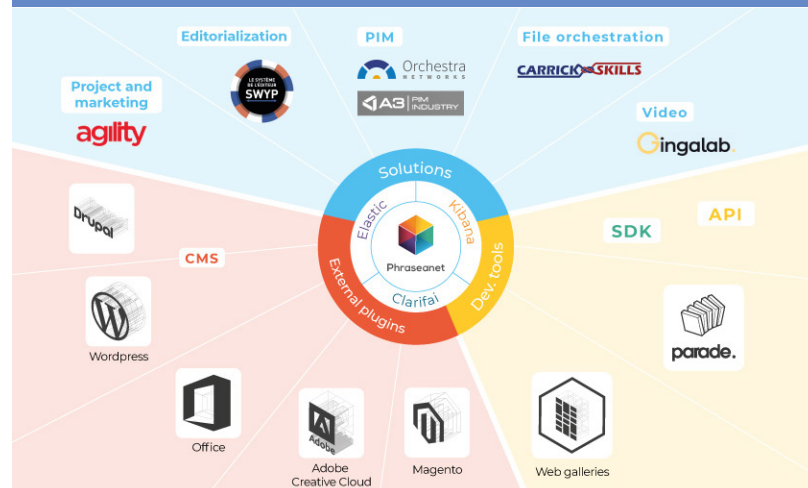 Editorialization
PIM
File orchestration
LE SYSTÈME
DE L'ÉDITEUR
SWYP
Orchestra
NETWORKS
CARRICK SKILLS
A3 PIM
INDUSTRY
Project and
marketing
agility
Video
Gingalab.
Solutions
Elastic
Kibana
Phraseanet
Clarifai
External plugins
Dev. tools
Drupal
CMS
SDK
API
Wordpress
parade.
Office
Adobe
Adobe
Creative Cloud
Magento
Web galleries